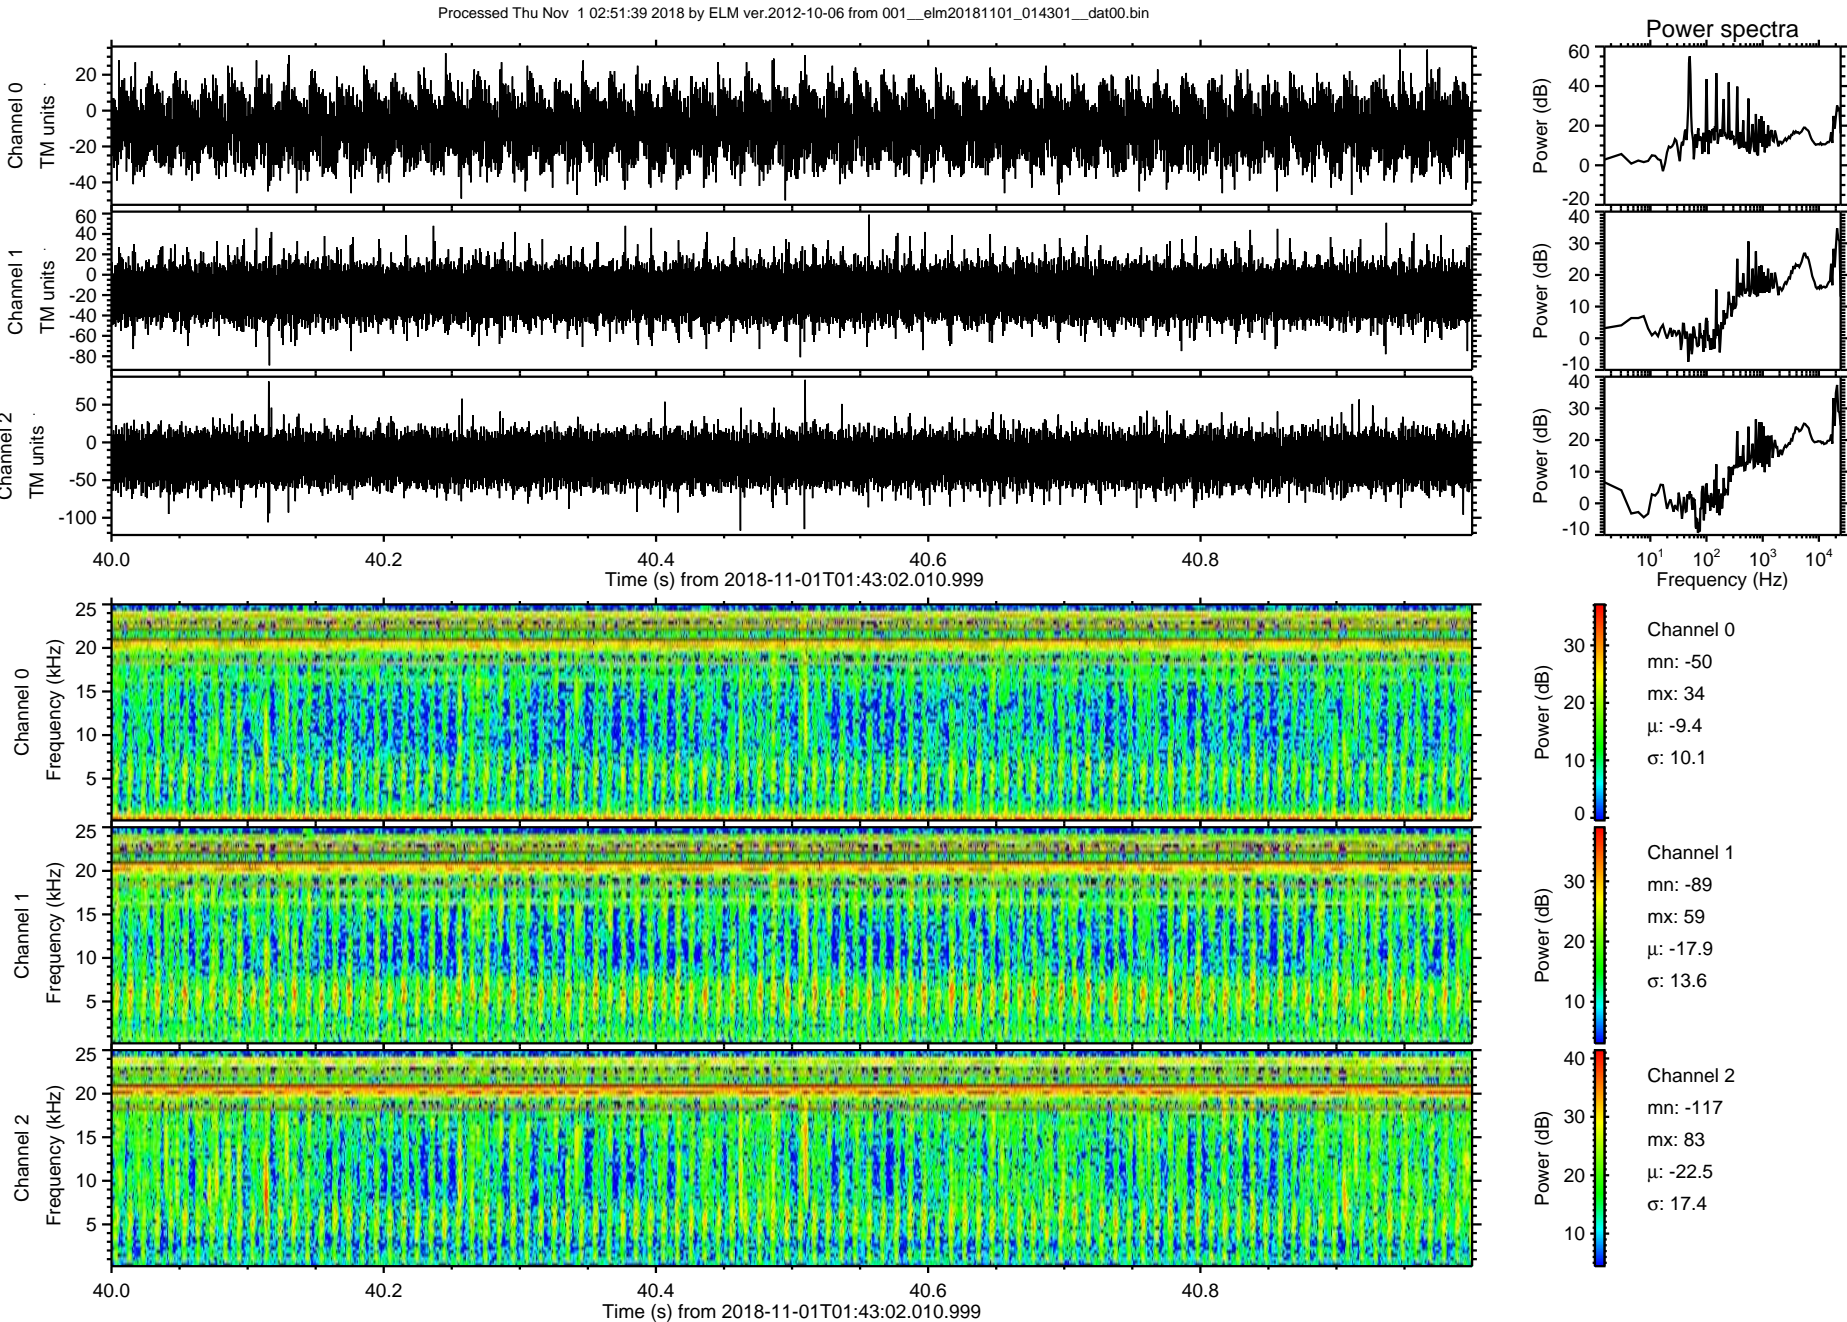 Processed Thu Nov  1 02:51:39 2018 by ELM ver.2012-10-06 from 001__elm20181101_014301__dat00.bin
Power spectra
Channel 0
TM units
20
0
-20
-40
Power (dB)
60
40
20
0
-20
Channel 1
TM units
60
40
20
0
-20
-40
-60
-80
Power (dB)
40
30
20
10
0
-10
Channel 2
TM units
50
0
-50
-100
Power (dB)
40
30
20
10
0
-10
40.0 40.2 40.4 40.6 40.8
Time (s) from 2018-11-01T01:43:02.010.999
10^1 10^2 10^3 10^4
Frequency (Hz)
Channel 0
Frequency (kHz)
25
20
15
10
5
Power (dB)
30
20
10
0
Channel 0
mn: -50
mx: 34
µ: -9.4
σ: 10.1
Channel 1
Frequency (kHz)
25
20
15
10
5
Power (dB)
30
20
10
Channel 1
mn: -89
mx: 59
µ: -17.9
σ: 13.6
Channel 2
Frequency (kHz)
25
20
15
10
5
Power (dB)
40
30
20
10
Channel 2
mn: -117
mx: 83
µ: -22.5
σ: 17.4
40.0 40.2 40.4 40.6 40.8
Time (s) from 2018-11-01T01:43:02.010.999